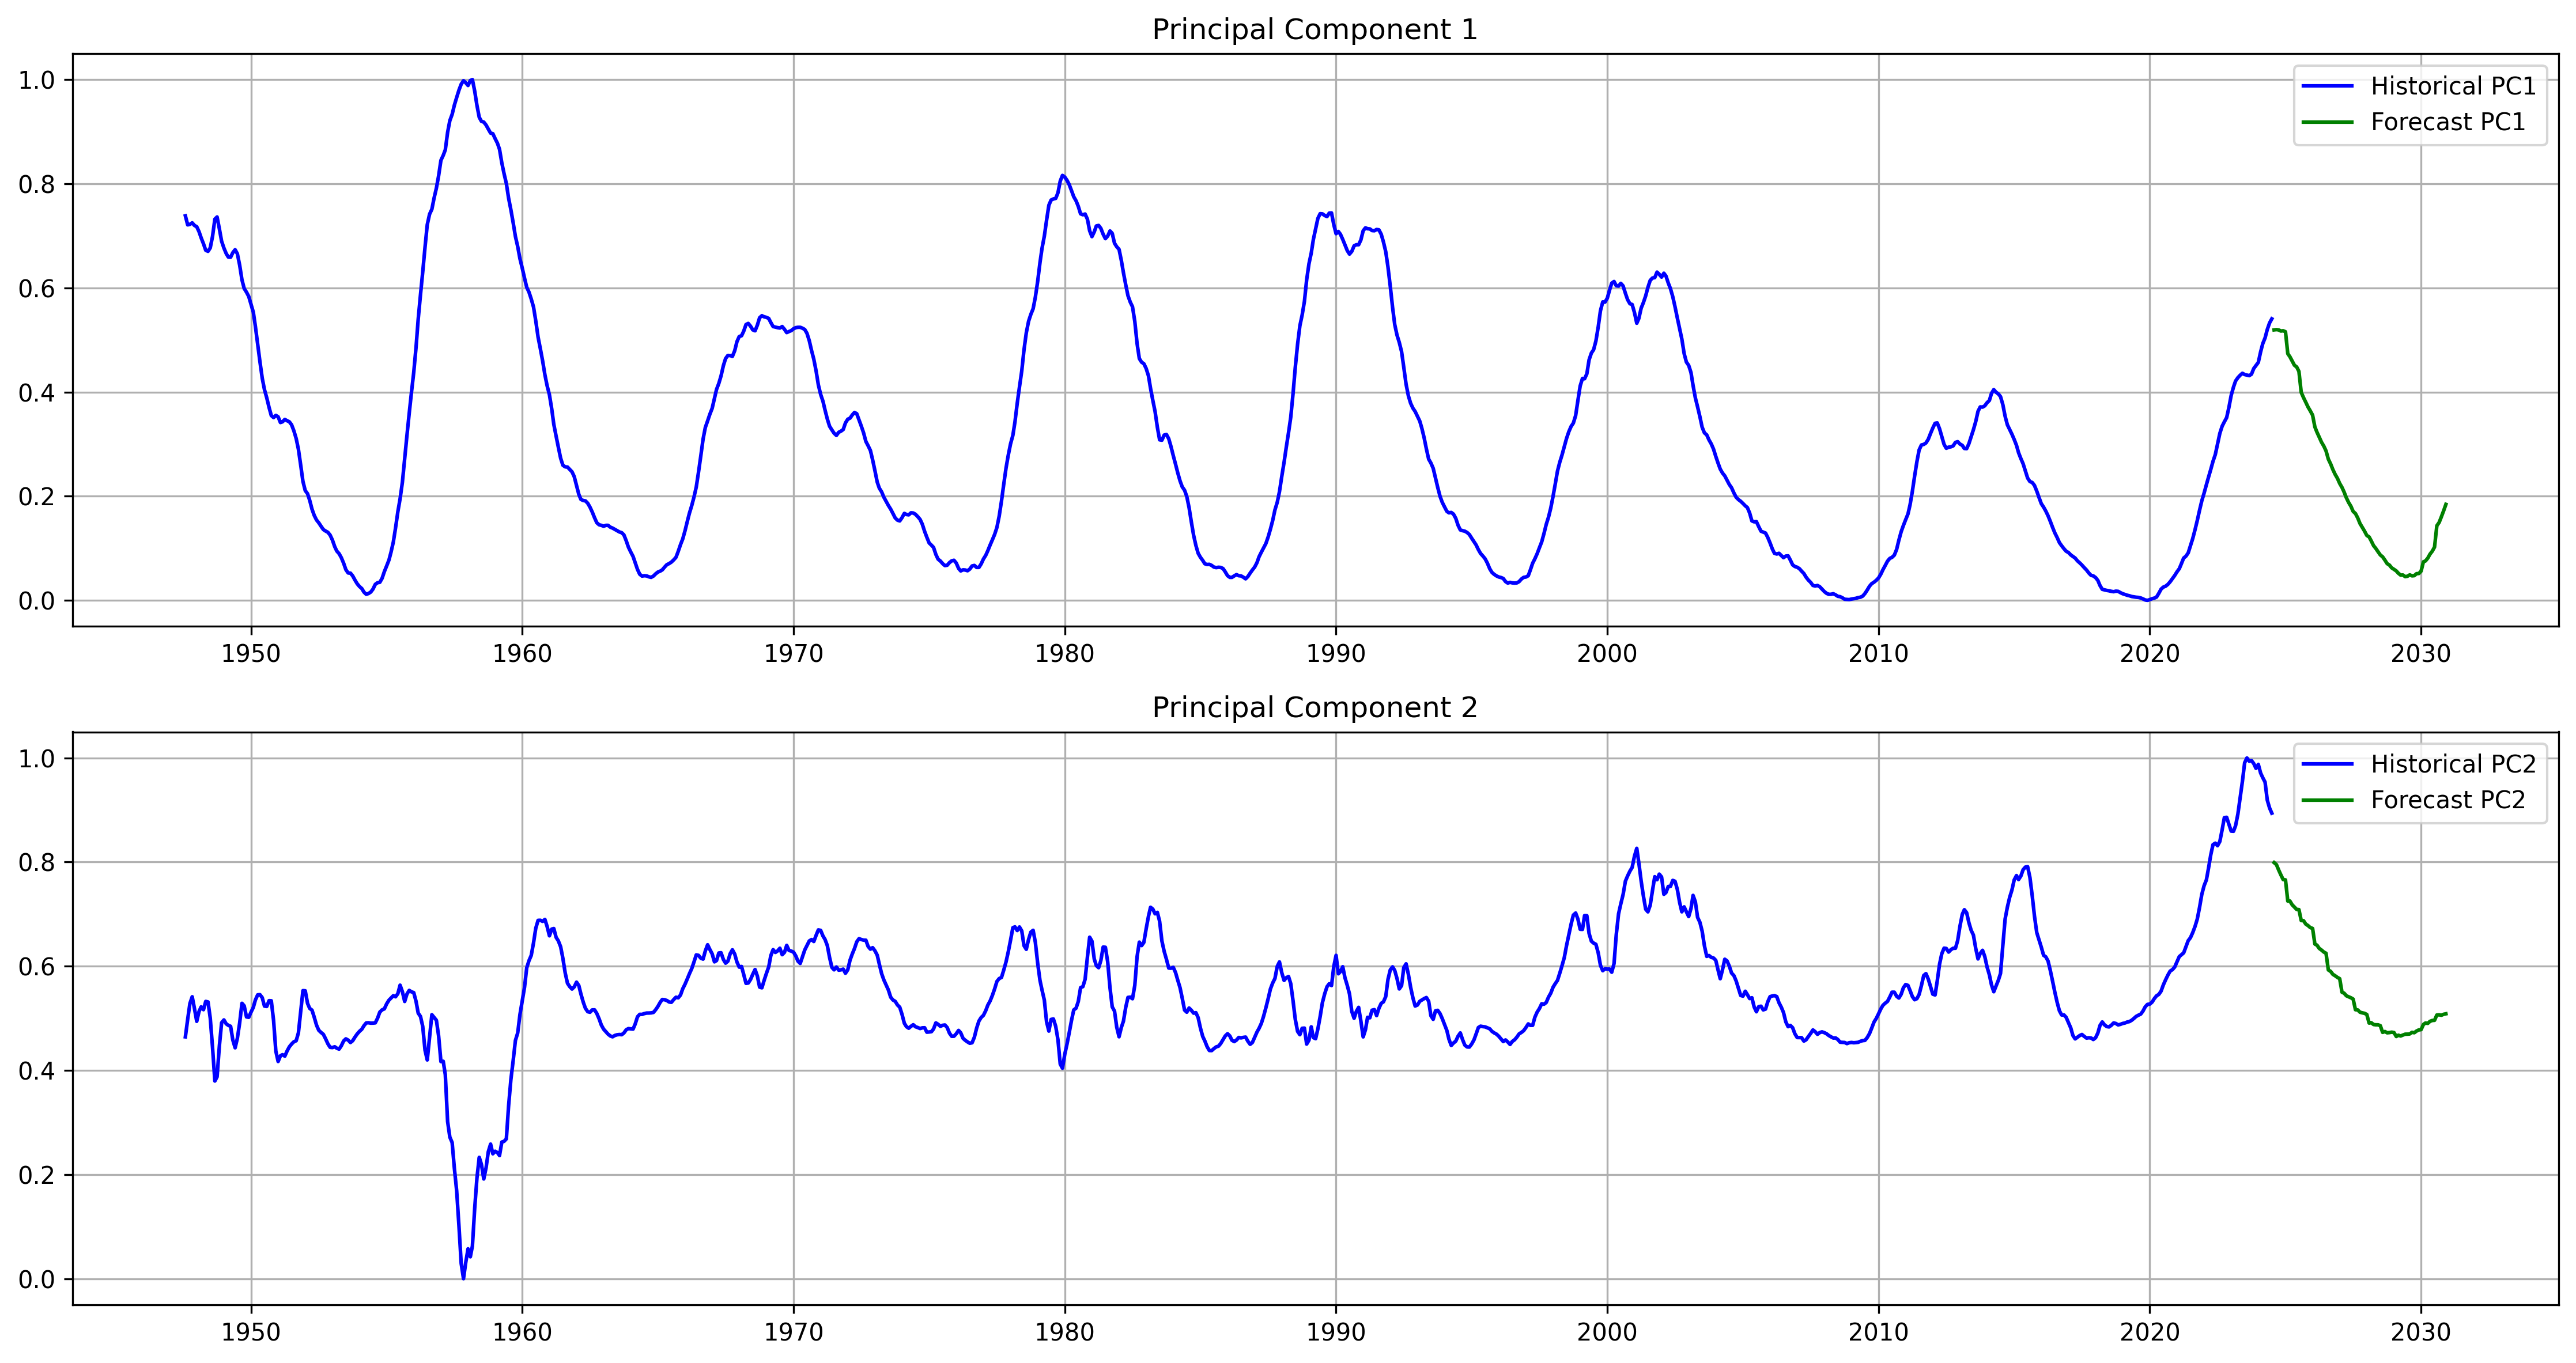 Principal Component 1
1.0
0.8
0.6
0.4
0.2
0.0
Historical PC1
Forecast PC1
1950 1960 1970 1980 1990 2000 2010 2020 2030
Principal Component 2
1.0
0.8
0.6
0.4
0.2
0.0
Historical PC2
Forecast PC2
1950 1960 1970 1980 1990 2000 2010 2020 2030